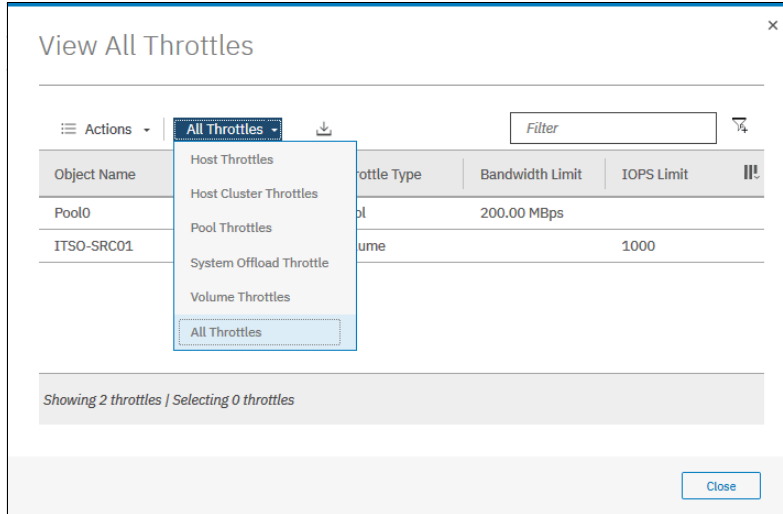 View All Throttles
×
Actions All Throttles Filter
Object Name rottle Type Bandwidth Limit IOPS Limit
Pool0 ol 200.00 MBps
ITSO-SRC01 ume 1000
Host Throttles
Host Cluster Throttles
Pool Throttles
System Offload Throttle
Volume Throttles
All Throttles
Showing 2 throttles | Selecting 0 throttles
Close